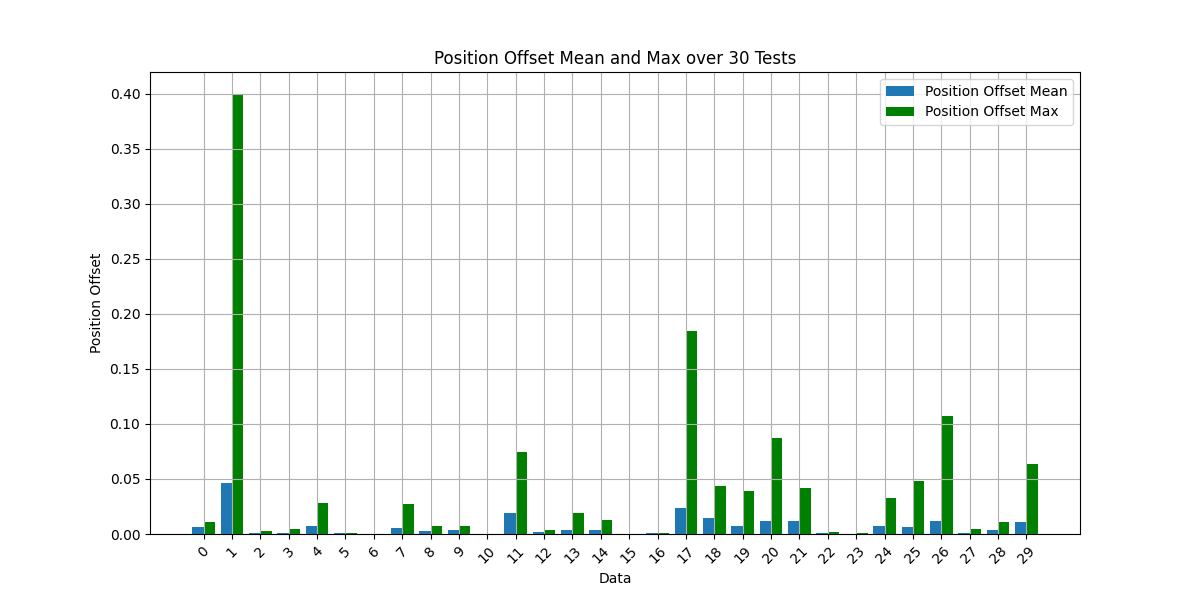 Position Offset Mean and Max over 30 Tests
Position Offset Mean
Position Offset Max
0.40
0.35
0.30
0.25
0.20
0.15
0.10
0.05
0.00
Position Offset
0 1 2 3 4 5 6 7 8 9 10 11 12 13 14 15 16 17 18 19 20 21 22 23 24 25 26 27 28 29
Data